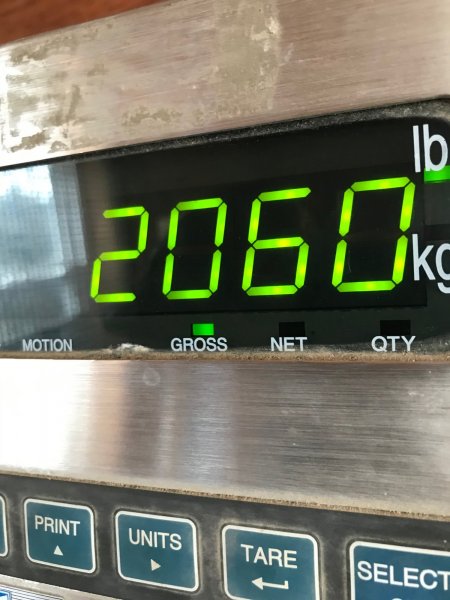 lb
2060
kg
MOTION GROSS NET QTY
PRINT UNITS TARE SELECT